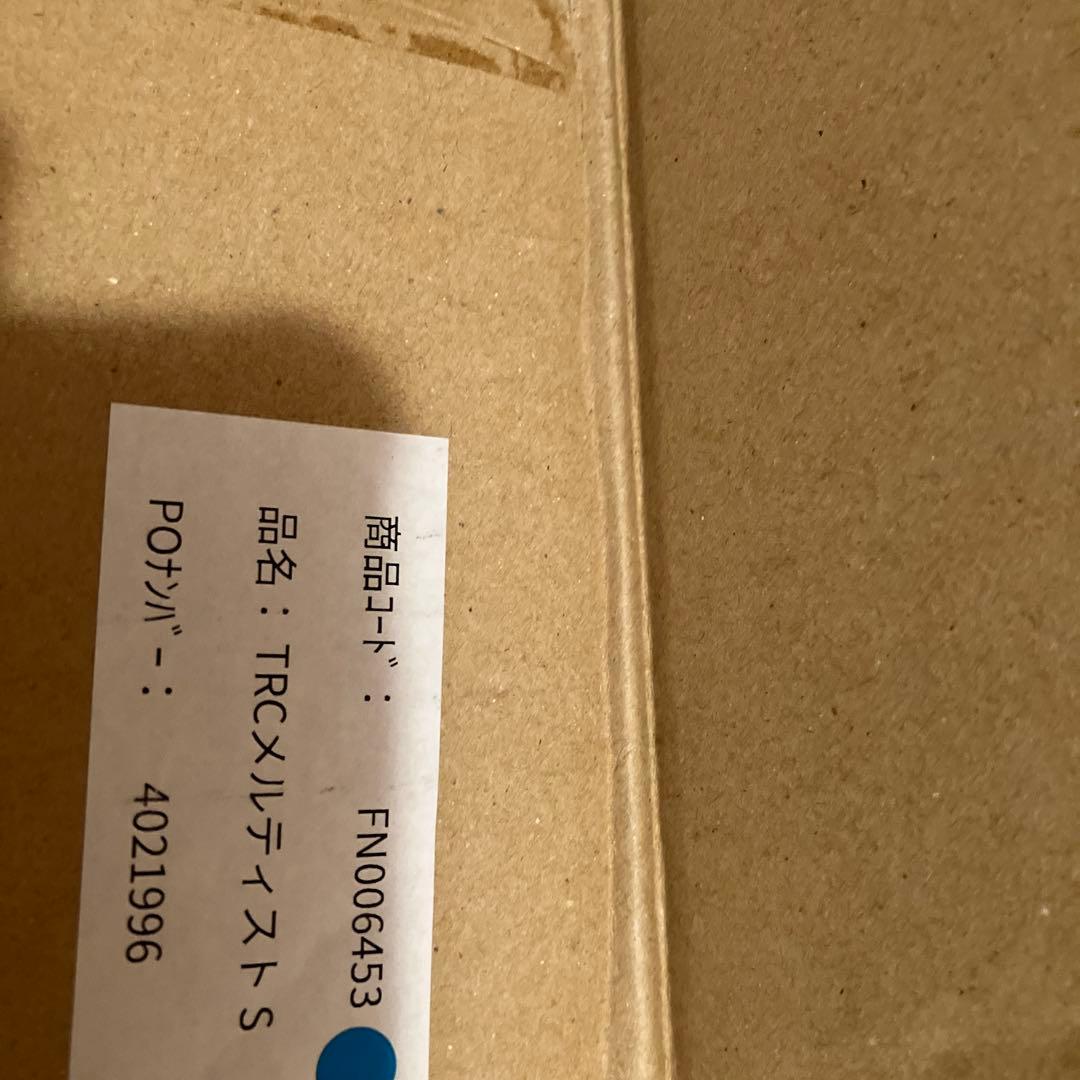 商品ｺｰﾄﾞ： FN006453
品名：TRCメルティスト S
POﾅﾝﾊﾞｰ： 4021996